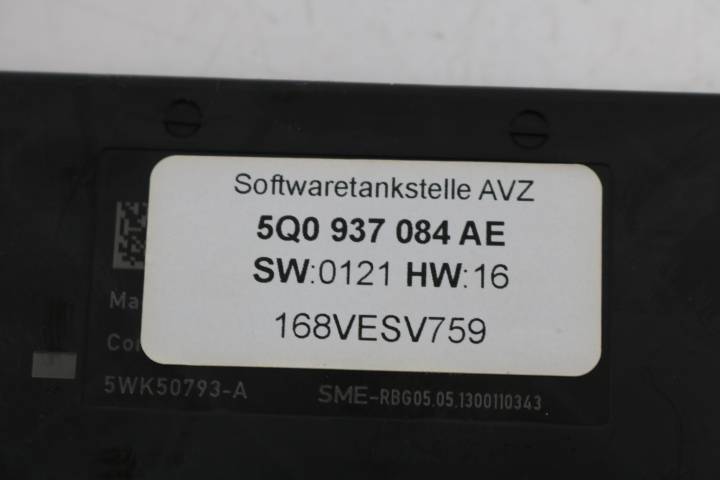 Softwaretankstelle AVZ
5Q0 937 084 AE
SW:0121 HW:16
168VESV759
5WK50793-A
SME-RBG05.05.1300110343